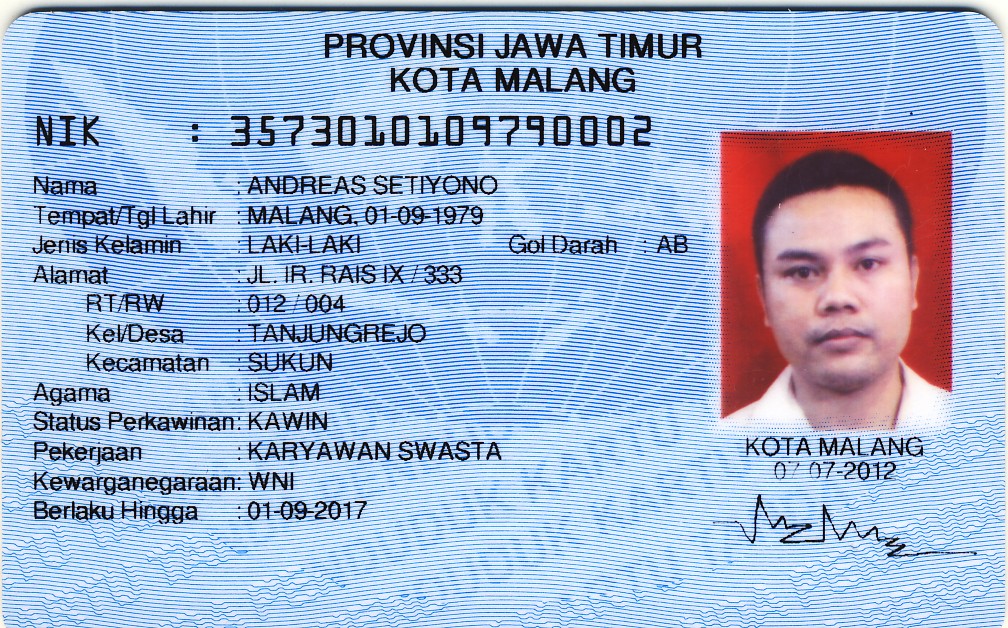 PROVINSI JAWA TIMUR
KOTA MALANG
NIK : 3573010109790002
Nama : ANDREAS SETIYONO
Tempat/Tgl Lahir : MALANG, 01-09-1979
Jenis Kelamin : LAKI-LAKI Gol Darah : AB
Alamat : JL. IR. RAIS IX / 333
RT/RW : 012 / 004
Kel/Desa : TANJUNGREJO
Kecamatan : SUKUN
Agama : ISLAM
Status Perkawinan: KAWIN
Pekerjaan : KARYAWAN SWASTA
Kewarganegaraan: WNI
Berlaku Hingga : 01-09-2017
KOTA MALANG
07-07-2012